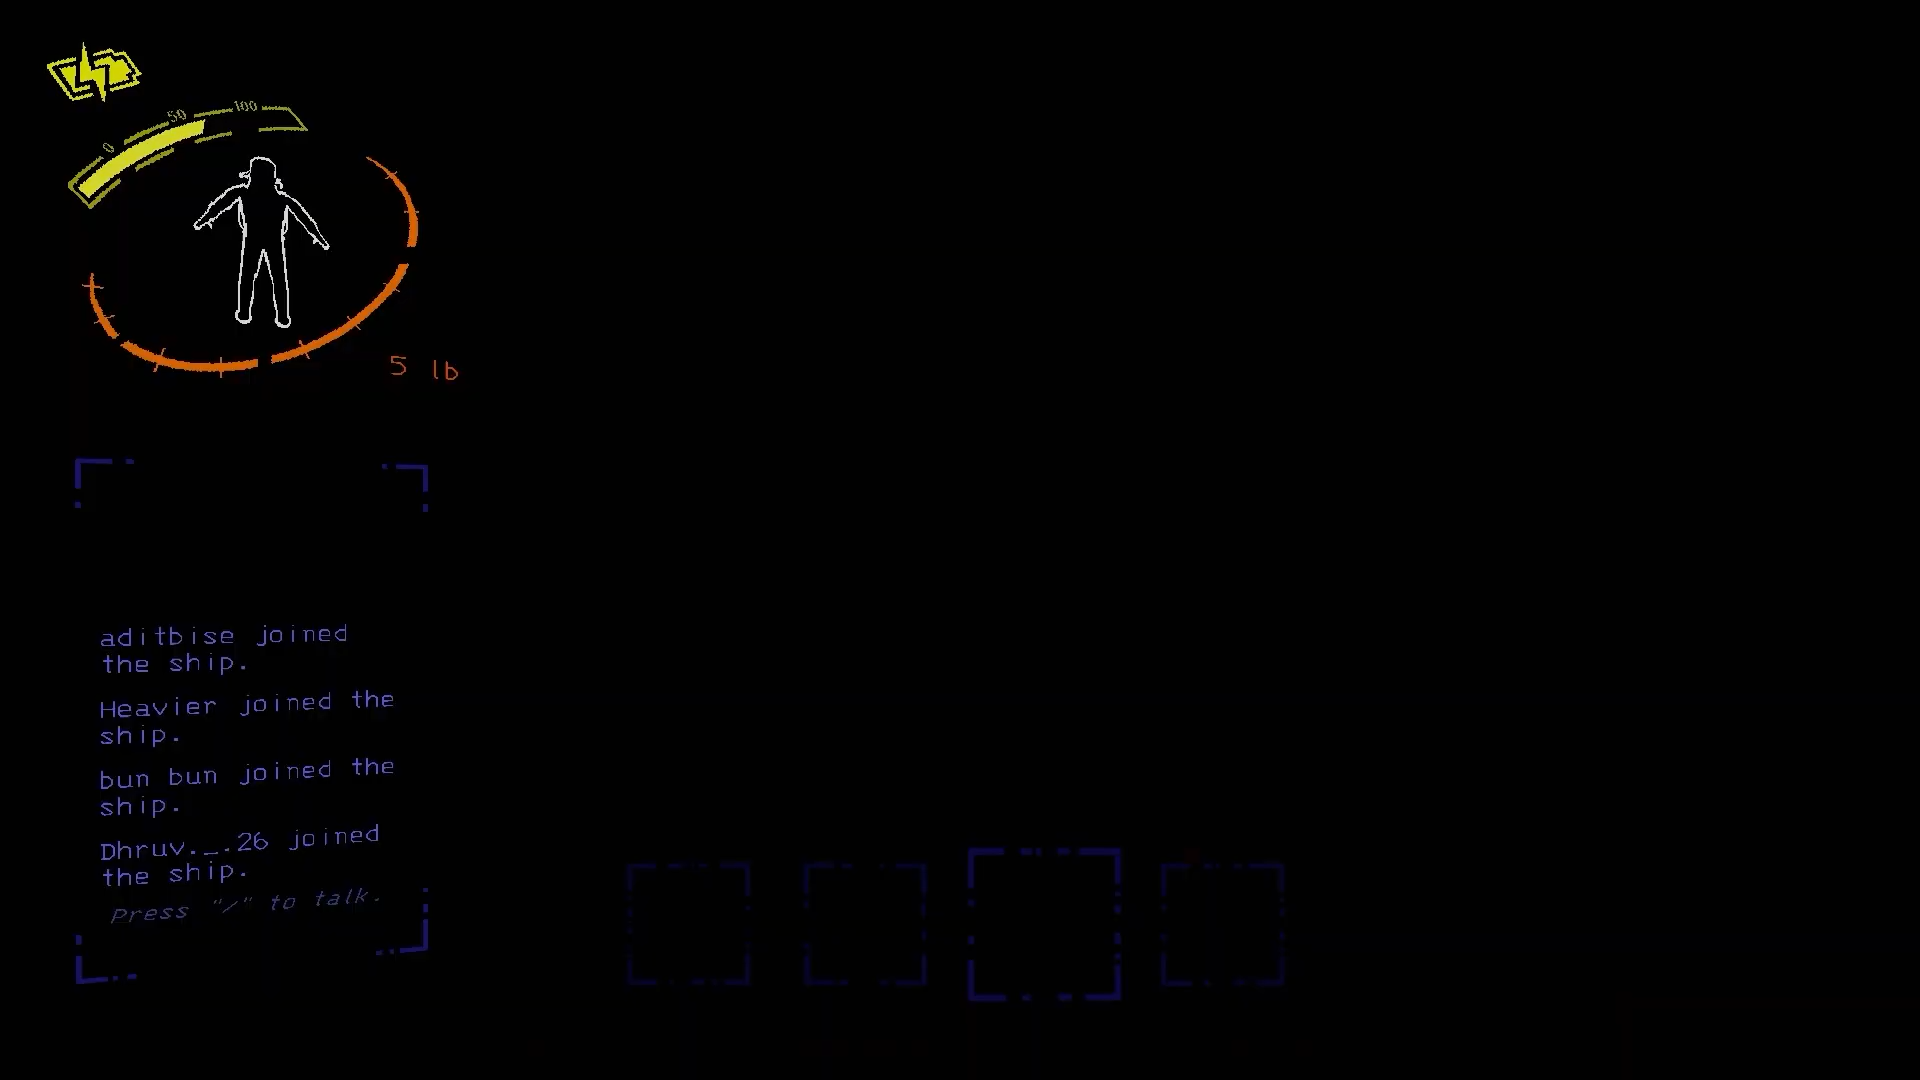 0 50 100
5 lb
aditbise joined
the ship.
Heavier joined the
ship.
bun bun joined the
ship.
Dhruv._.26 joined
the ship.
Press "/" to talk.